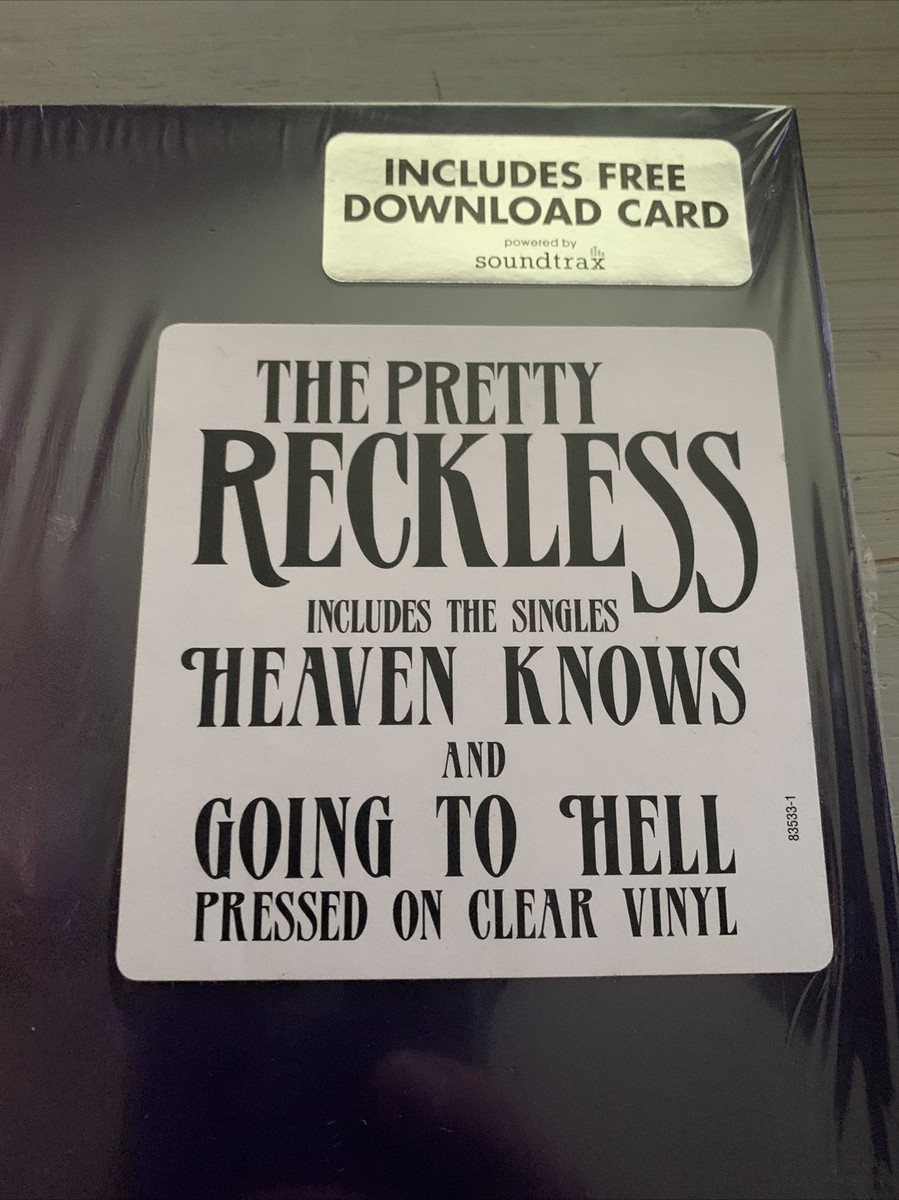 INCLUDES FREE
DOWNLOAD CARD
powered by
soundtrax
THE PRETTY
RECKLESS
INCLUDES THE SINGLES
HEAVEN KNOWS
AND
GOING TO HELL
PRESSED ON CLEAR VINYL
83533-1